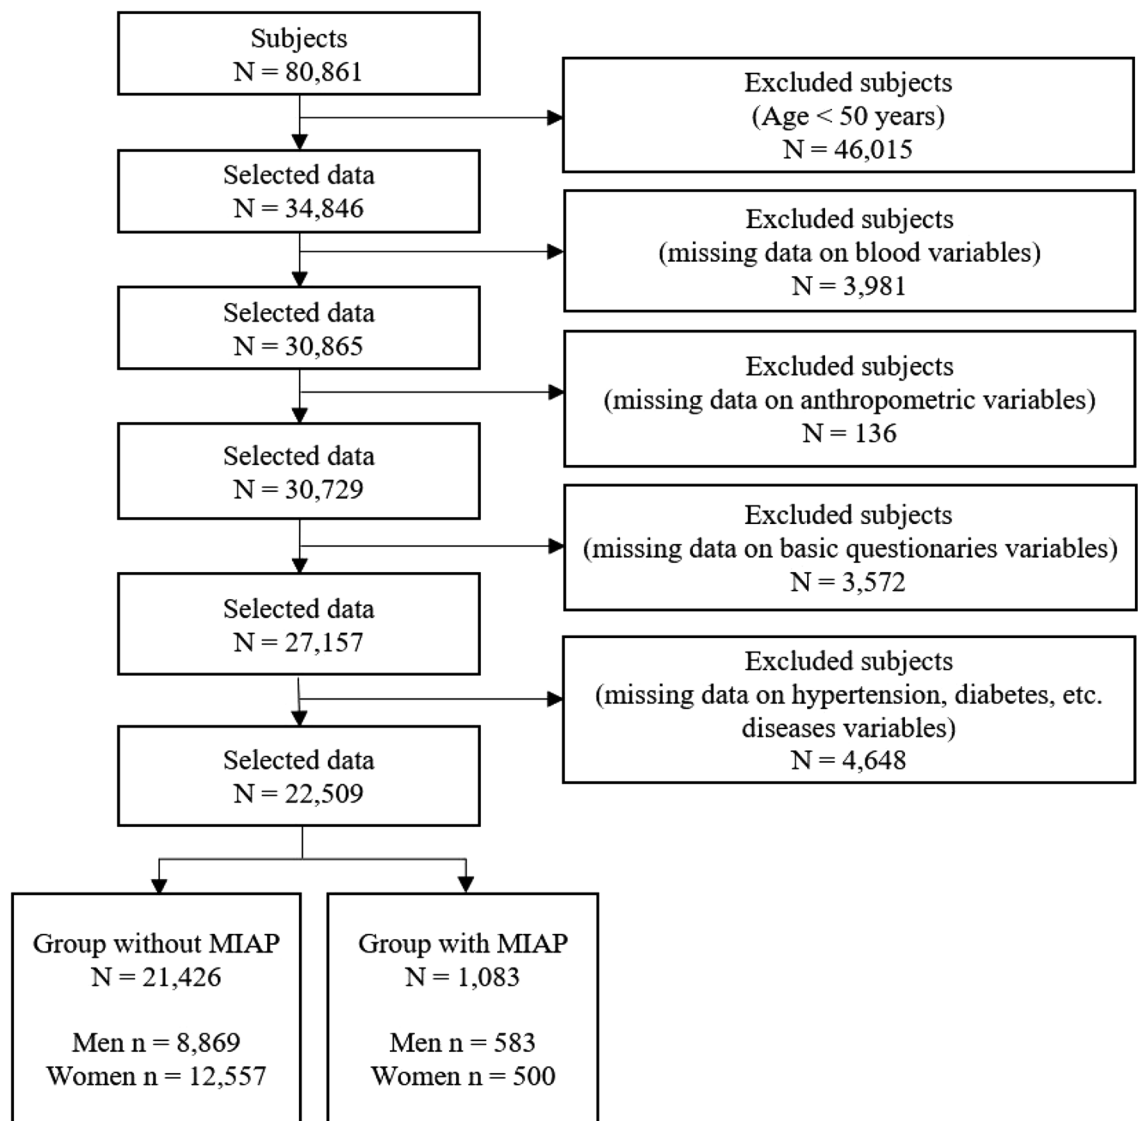 Subjects
N = 80,861
Excluded subjects
(Age < 50 years)
N = 46,015
Selected data
N = 34,846
Excluded subjects
(missing data on blood variables)
N = 3,981
Selected data
N = 30,865
Excluded subjects
(missing data on anthropometric variables)
N = 136
Selected data
N = 30,729
Excluded subjects
(missing data on basic questionaries variables)
N = 3,572
Selected data
N = 27,157
Excluded subjects
(missing data on hypertension, diabetes, etc.
diseases variables)
N = 4,648
Selected data
N = 22,509
Group without MIAP
N = 21,426
Men n = 8,869
Women n = 12,557
Group with MIAP
N = 1,083
Men n = 583
Women n = 500